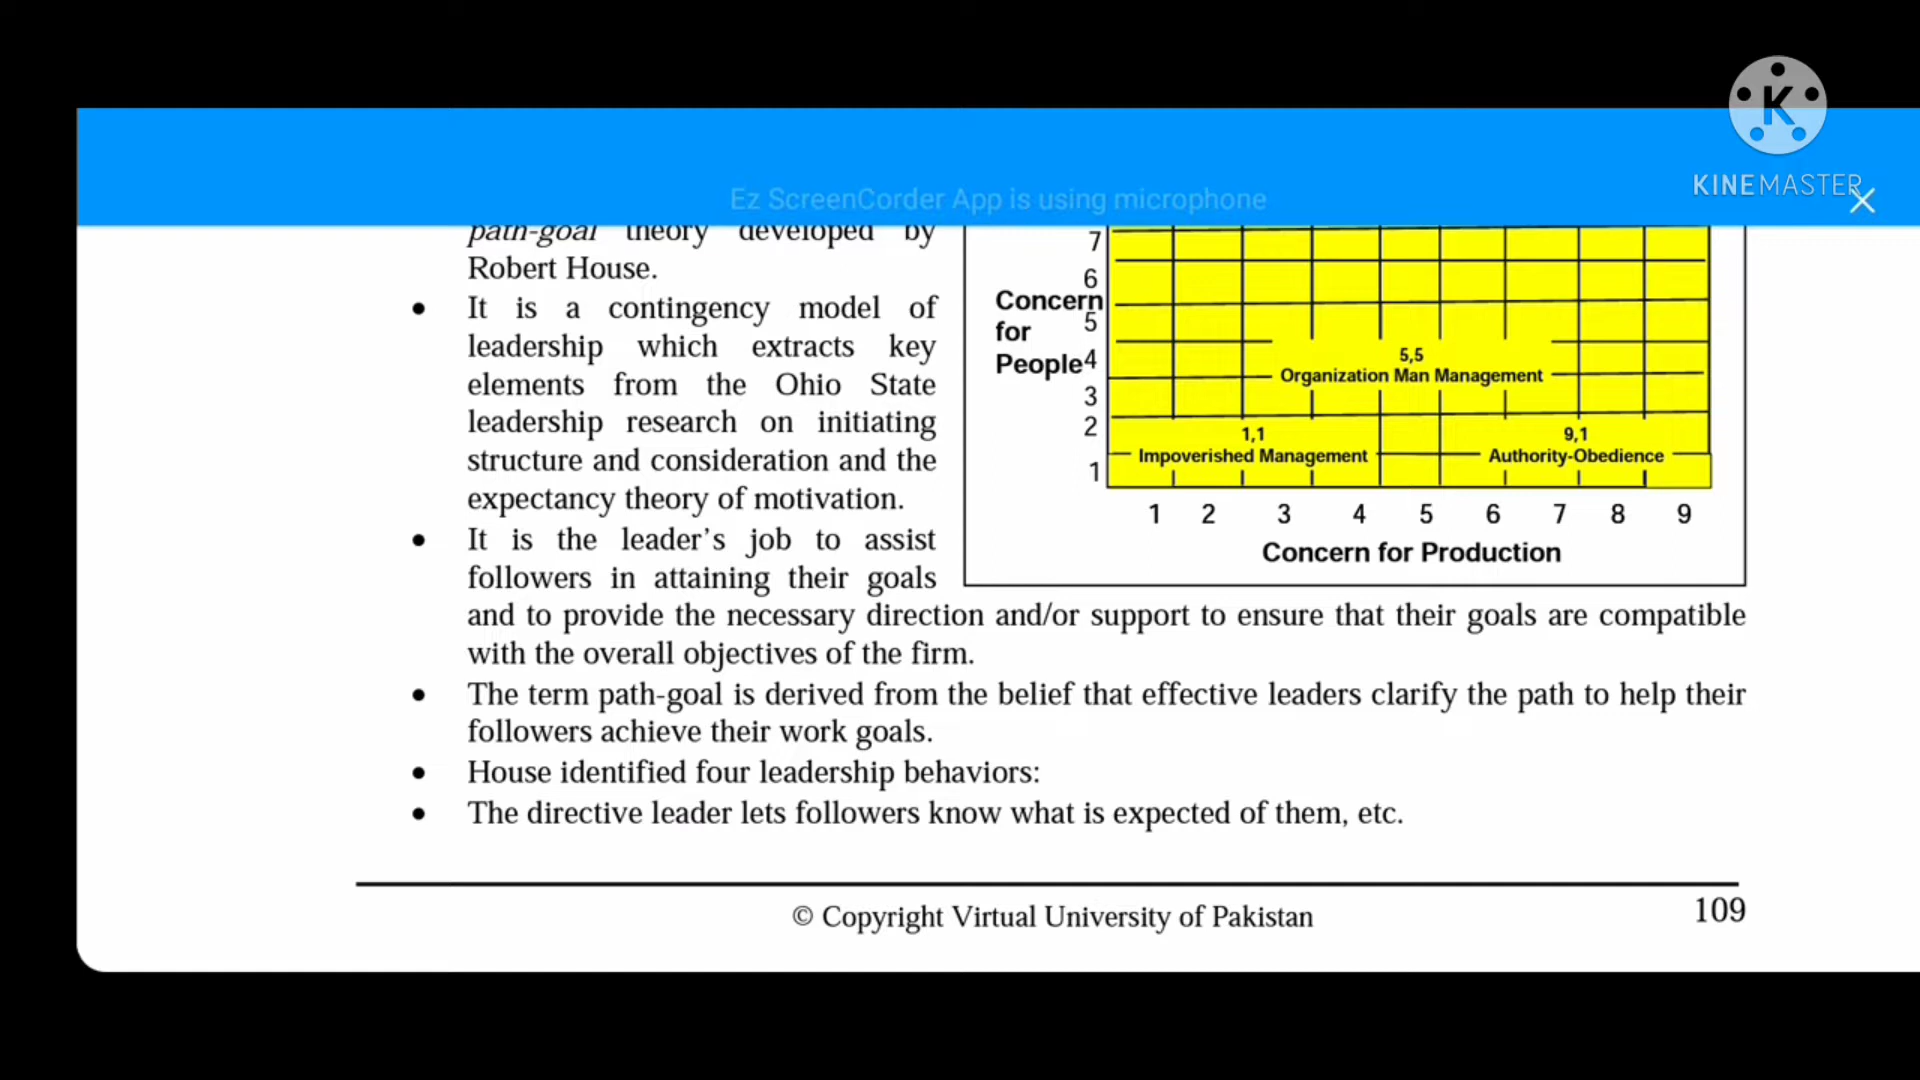 K
KINEMASTER
Ez ScreenCorder App is using microphone
path-goal theory developed by
Robert House.
• It is a contingency model of
leadership which extracts key
elements from the Ohio State
leadership research on initiating
structure and consideration and the
expectancy theory of motivation.
• It is the leader’s job to assist
followers in attaining their goals
and to provide the necessary direction and/or support to ensure that their goals are compatible
with the overall objectives of the firm.
• The term path-goal is derived from the belief that effective leaders clarify the path to help their
followers achieve their work goals.
• House identified four leadership behaviors:
• The directive leader lets followers know what is expected of them, etc.
Concern
for
People
7
6
5
4
3
2
1
5,5
Organization Man Management
1,1
Impoverished Management
9,1
Authority-Obedience
1 2 3 4 5 6 7 8 9
Concern for Production
© Copyright Virtual University of Pakistan
109